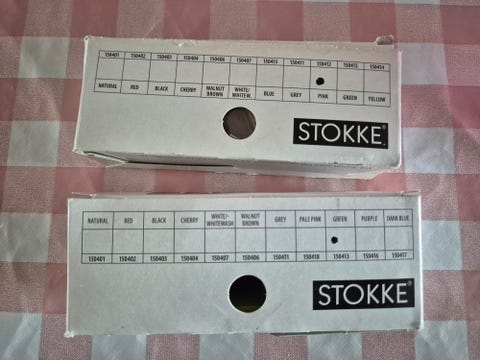 150401 150402 150403 150404 150406 150407 150415 150411 150412 150413 150414
NATURAL RED BLACK CHERRY WALNUT BROWN WHITE/ WHITEW. BLUE GREY PINK GREEN YELLOW
STOKKE
NATURAL RED BLACK CHERRY WHITE/- WHITEWASH WALNUT BROWN GREY PALE PINK GREEN PURPLE DARK BLUE
150401 150402 150403 150404 150407 150406 150411 150418 150413 150416 150417
STOKKE